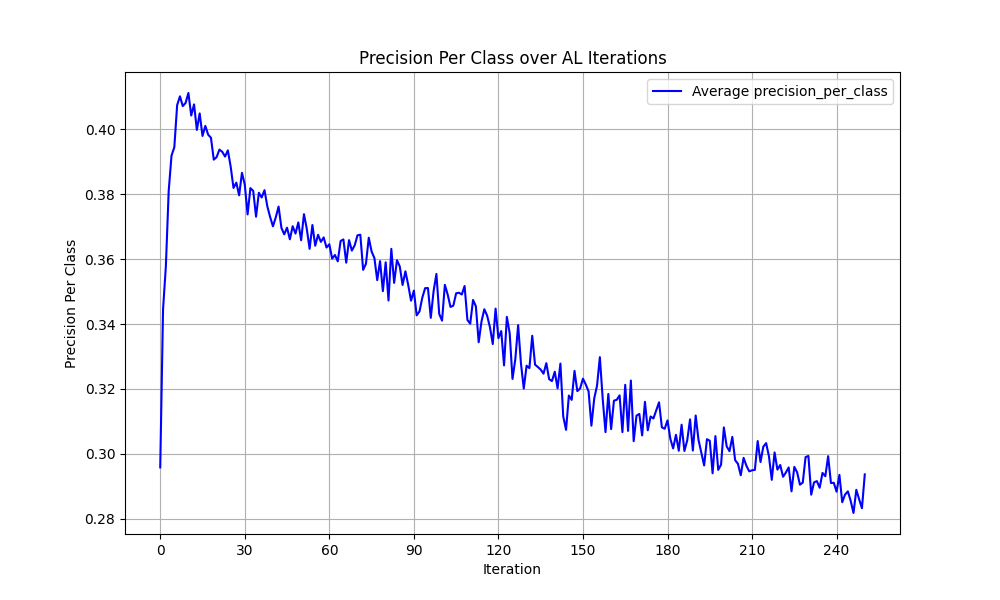 Precision Per Class over AL Iterations
Average precision_per_class
Precision Per Class
0.40
0.38
0.36
0.34
0.32
0.30
0.28
0 30 60 90 120 150 180 210 240
Iteration